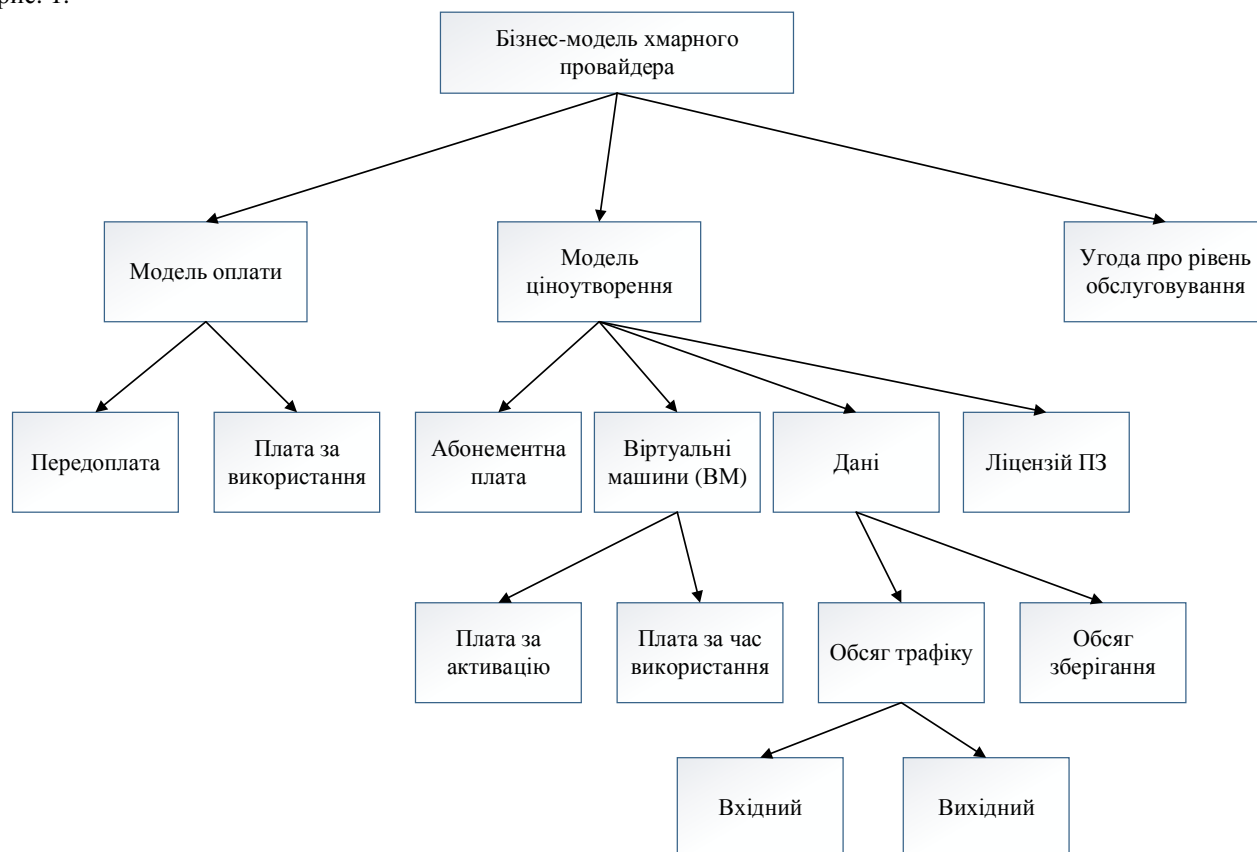 рис. 1.
Бізнес-модель хмарного
провайдера
Модель оплати
Модель
ціноутворення
Угода про рівень
обслуговування
Передоплата
Плата за
використання
Абонементна
плата
Віртуальні
машини (ВМ)
Дані
Ліцензій ПЗ
Плата за
активацію
Плата за час
використання
Обсяг трафіку
Обсяг
зберігання
Вхідний
Вихідний